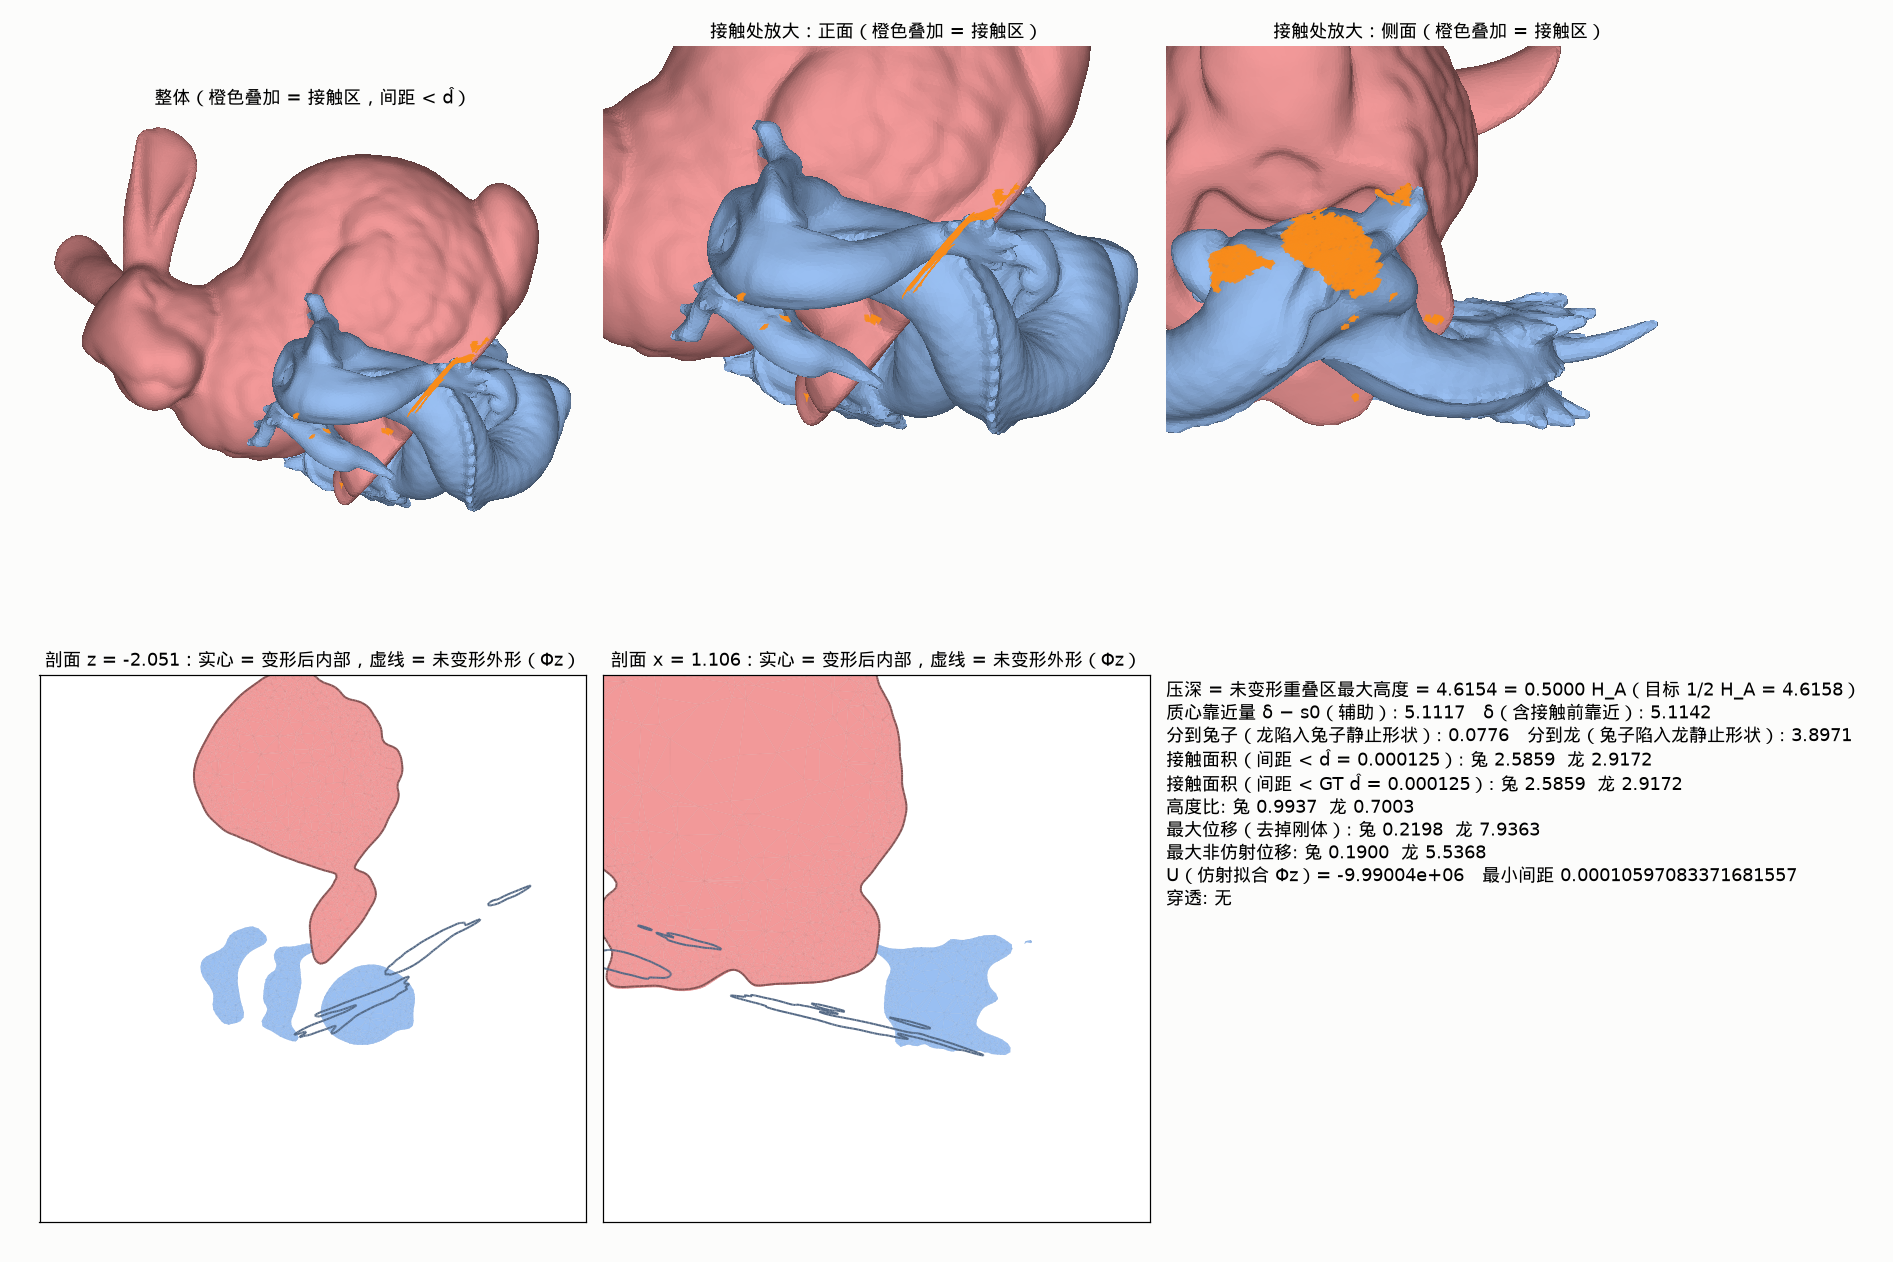 接触处放大：正面（橙色叠加 = 接触区）
接触处放大：侧面（橙色叠加 = 接触区）
整体（橙色叠加 = 接触区，间距 < d̂）
剖面 z = -2.051：实心 = 变形后内部，虚线 = 未变形外形（Φz）
剖面 x = 1.106：实心 = 变形后内部，虚线 = 未变形外形（Φz）
压深 = 未变形重叠区最大高度 = 4.6154 = 0.5000 H_A（目标 1/2 H_A = 4.6158）
质心靠近量 δ − s0（辅助）: 5.1117 δ（含接触前靠近）: 5.1142
分到兔子（龙陷入兔子静止形状）: 0.0776 分到龙（兔子陷入龙静止形状）: 3.8971
接触面积（间距 < d̂ = 0.000125）: 兔 2.5859 龙 2.9172
接触面积（间距 < GT d̂ = 0.000125）: 兔 2.5859 龙 2.9172
高度比: 兔 0.9937 龙 0.7003
最大位移（去掉刚体）: 兔 0.2198 龙 7.9363
最大非仿射位移: 兔 0.1900 龙 5.5368
U（仿射拟合 Φz）= -9.99004e+06 最小间距 0.00010597083371681557
穿透: 无